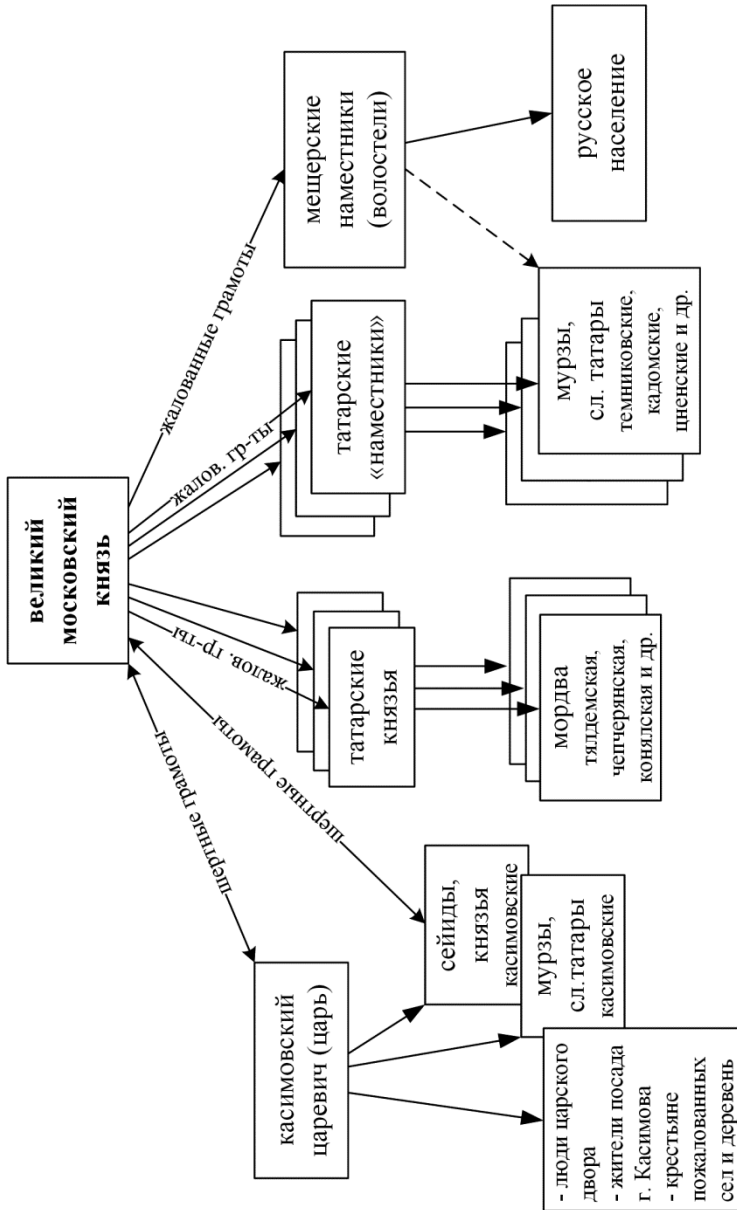 великий
московский
князь
шертные грамоты
шертные грамоты
жалов. гр-ты
жалов. гр-ты
жалованные грамоты
касимовский
царевич (царь)
татарские
князья
татарские
«наместники»
мещерские
наместники
(волостели)
сейиды,
князья
касимовские
мурзы,
сл.татары
касимовские
- люди царского
двора
- жители посада
г. Касимова
- крестьяне
пожалованных
сел и деревень
мордва
тялдемская,
чепчерянская,
конялская и др.
мурзы,
сл. татары
темниковские,
кадомские,
цненские и др.
русское
население